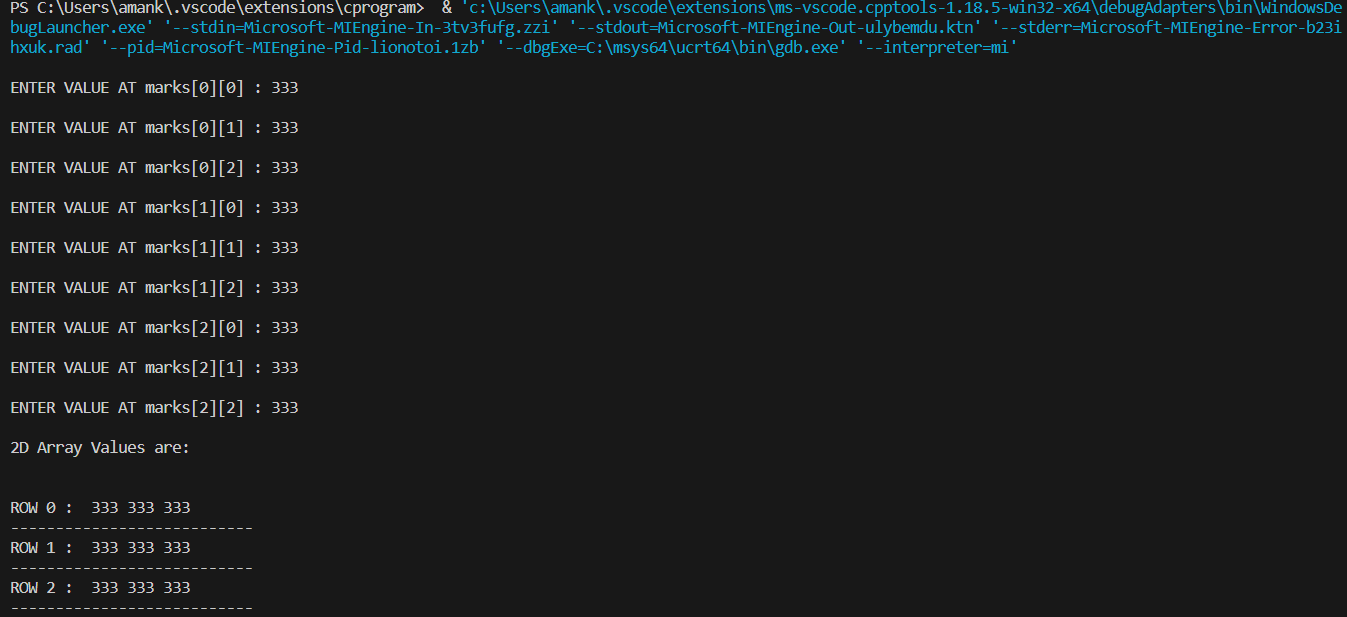 PS C:\Users\amank\.vscode\extensions\cprogram>  & 'c:\Users\amank\.vscode\extensions\ms-vscode.cpptools-1.18.5-win32-x64\debugAdapters\bin\WindowsDe
bugLauncher.exe' '--stdin=Microsoft-MIEngine-In-3tv3fufg.zzi' '--stdout=Microsoft-MIEngine-Out-ulybemdu.ktn' '--stderr=Microsoft-MIEngine-Error-b23i
hxuk.rad' '--pid=Microsoft-MIEngine-Pid-lionotoi.1zb' '--dbgExe=C:\msys64\ucrt64\bin\gdb.exe' '--interpreter=mi'
ENTER VALUE AT marks[0][0] : 333
ENTER VALUE AT marks[0][1] : 333
ENTER VALUE AT marks[0][2] : 333
ENTER VALUE AT marks[1][0] : 333
ENTER VALUE AT marks[1][1] : 333
ENTER VALUE AT marks[1][2] : 333
ENTER VALUE AT marks[2][0] : 333
ENTER VALUE AT marks[2][1] : 333
ENTER VALUE AT marks[2][2] : 333
2D Array Values are:
ROW 0 :  333 333 333
---------------------------
ROW 1 :  333 333 333
---------------------------
ROW 2 :  333 333 333
---------------------------